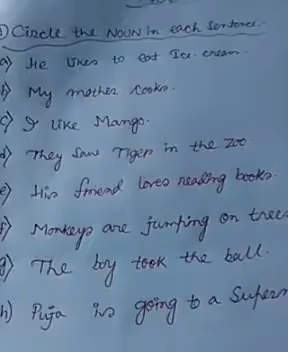 Circle the NOUN in each Sentence.
a) He likes to eat Ice-cream.
b) My mother Cooks.
c) I like Mango.
d) They saw Tiger in the zoo.
e) His friend loves reading books.
f) Monkeys are jumping on trees
g) The boy took the ball.
h) Puja is going to a Superm